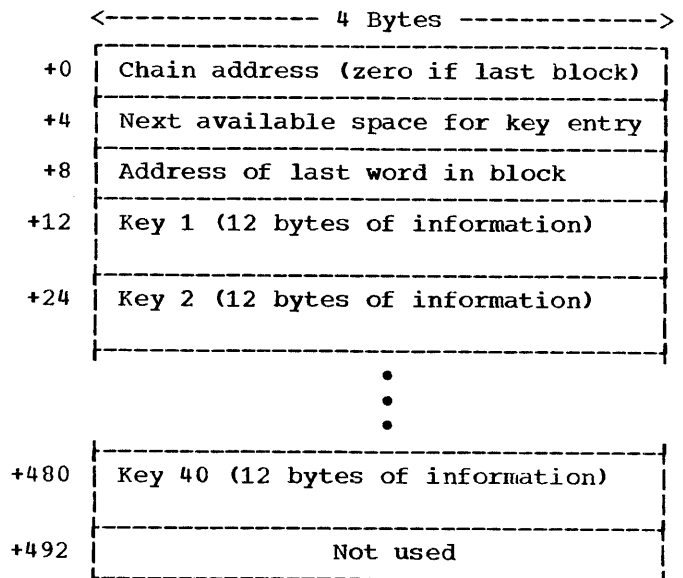 <------------- 4 Bytes ------------->
+0 Chain address (zero if last block)
+4 Next available space for key entry
+8 Address of last word in block
+12 Key 1 (12 bytes of information)
+24 Key 2 (12 bytes of information)
+480 Key 40 (12 bytes of information)
+492 Not used